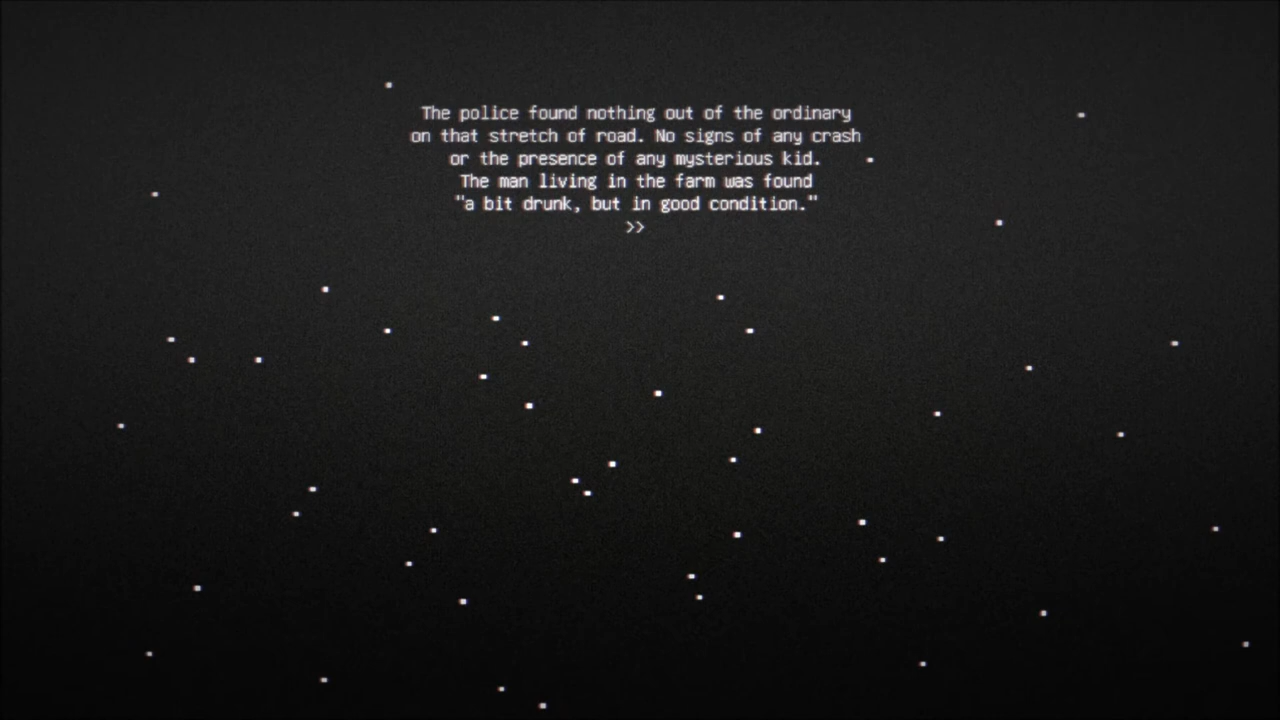 The police found nothing out of the ordinary
on that stretch of road. No signs of any crash
or the presence of any mysterious kid.
The man living in the farm was found
"a bit drunk, but in good condition."
>>